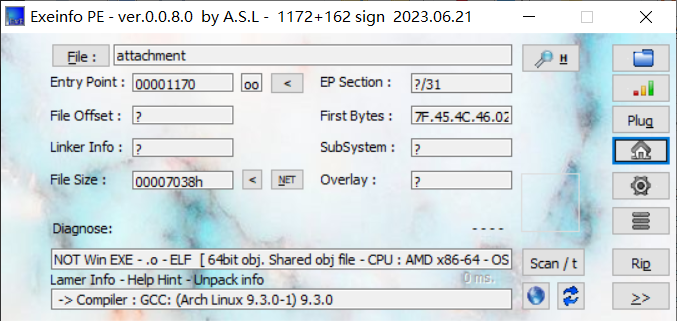 Exeinfo PE - ver.0.0.8.0 by A.S.L - 1172+162 sign 2023.06.21
File : attachment H
Entry Point : 00001170 oo < EP Section : ?/31
File Offset : ? First Bytes : 7F.45.4C.46.02 Plug
Linker Info : ? SubSystem : ?
File Size : 00007038h < NET Overlay : ?
Diagnose: - - - -
NOT Win EXE - .o - ELF [ 64bit obj. Shared obj file - CPU : AMD x86-64 - OS Scan / t Rip
Lamer Info - Help Hint - Unpack info 0 ms.
-> Compiler : GCC: (Arch Linux 9.3.0-1) 9.3.0 >>